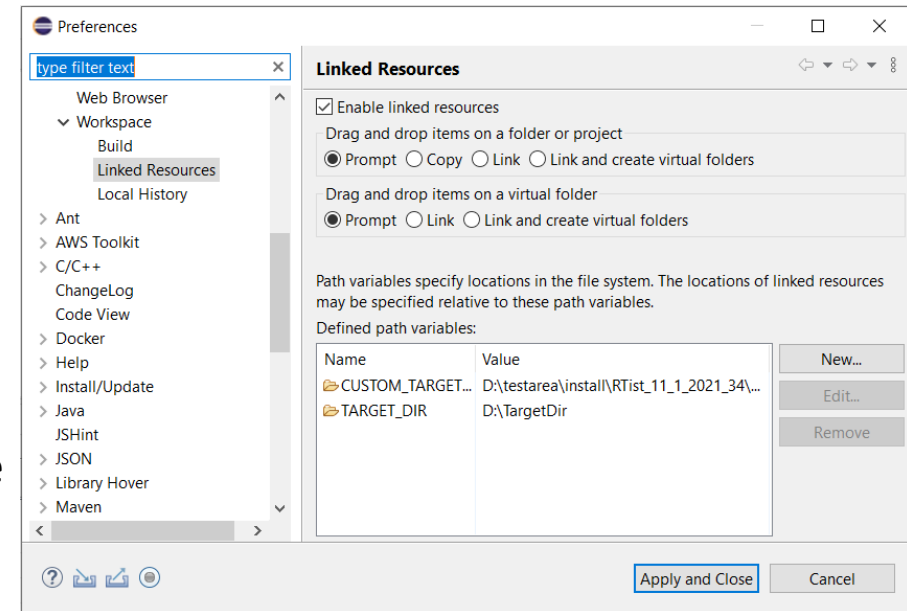 Preferences
type filter text
Web Browser
Workspace
Build
Linked Resources
Local History
Ant
AWS Toolkit
C/C++
ChangeLog
Code View
Docker
Help
Install/Update
Java
JSHint
JSON
Library Hover
Maven
Linked Resources
Enable linked resources
Drag and drop items on a folder or project
Prompt Copy Link Link and create virtual folders
Drag and drop items on a virtual folder
Prompt Link Link and create virtual folders
Path variables specify locations in the file system. The locations of linked resources
may be specified relative to these path variables.
Defined path variables:
Name Value
CUSTOM_TARGET... D:\testarea\install\RTist_11_1_2021_34\...
TARGET_DIR D:\TargetDir
New...
Edit...
Remove
Apply and Close Cancel